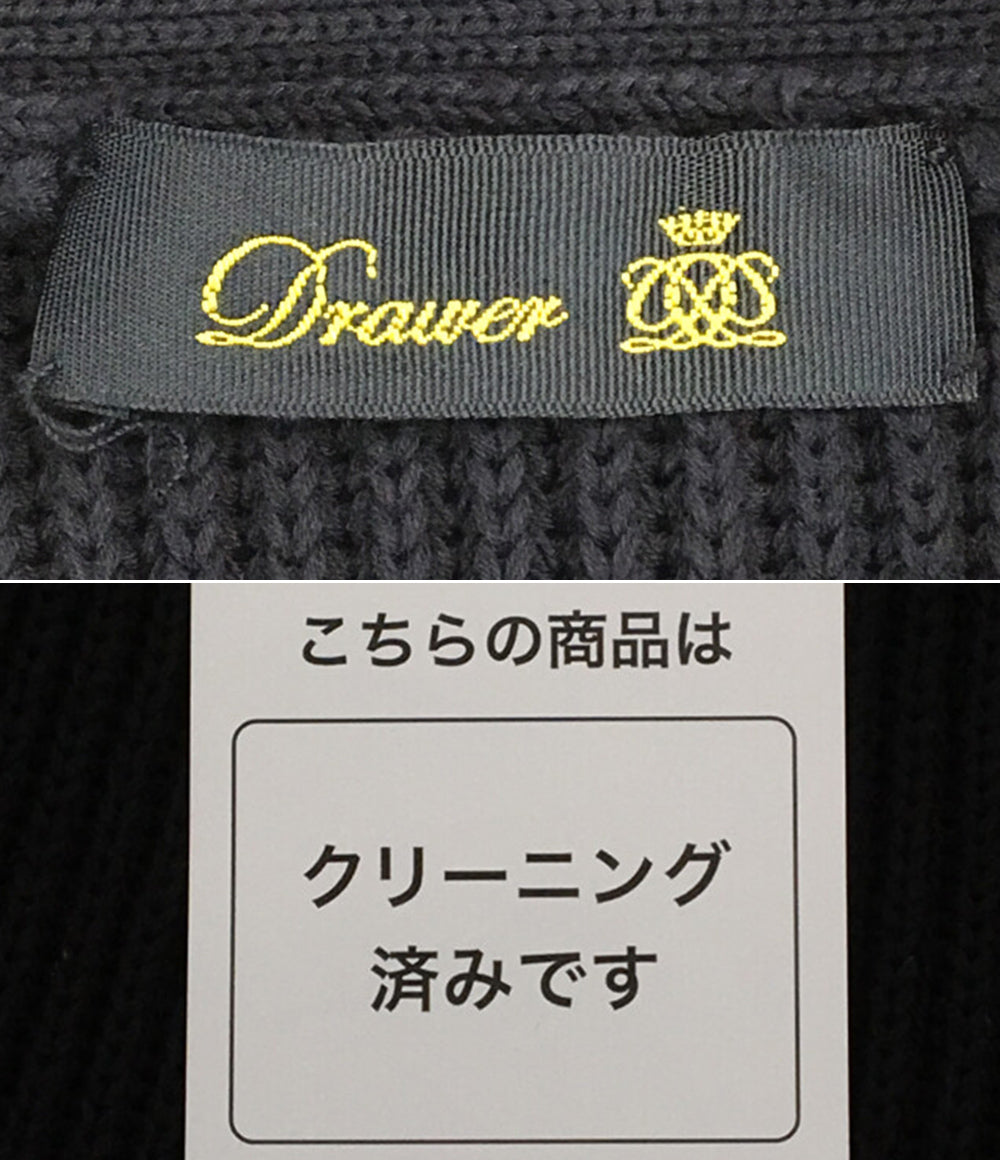 Drawer
こちらの商品は
クリーニング
済みです